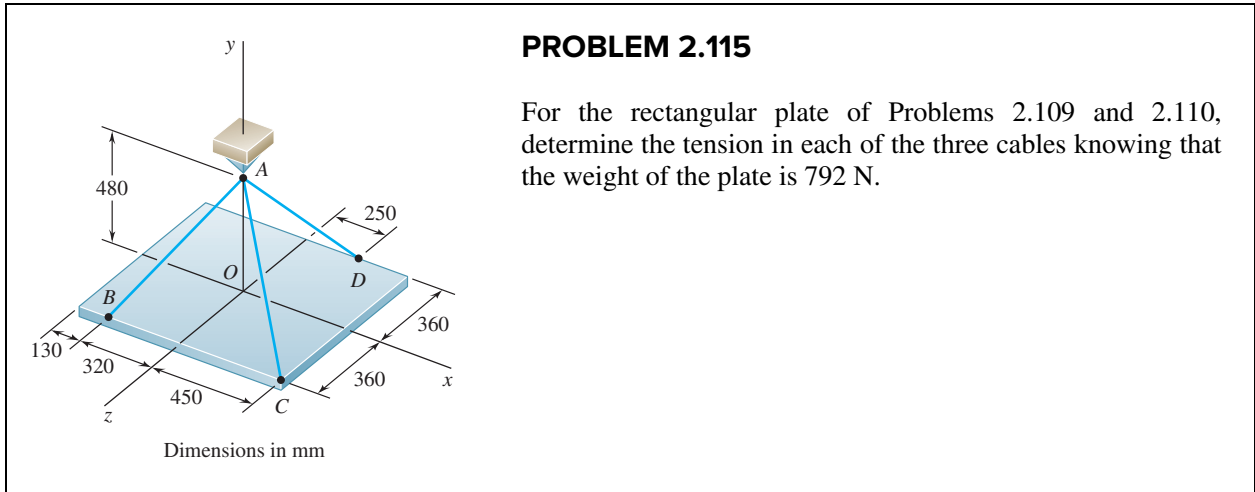 PROBLEM 2.115
For the rectangular plate of Problems 2.109 and 2.110,
determine the tension in each of the three cables knowing that
the weight of the plate is 792 N.
y
A
480
250
O
D
B
360
130
320
360
x
450
C
z
Dimensions in mm